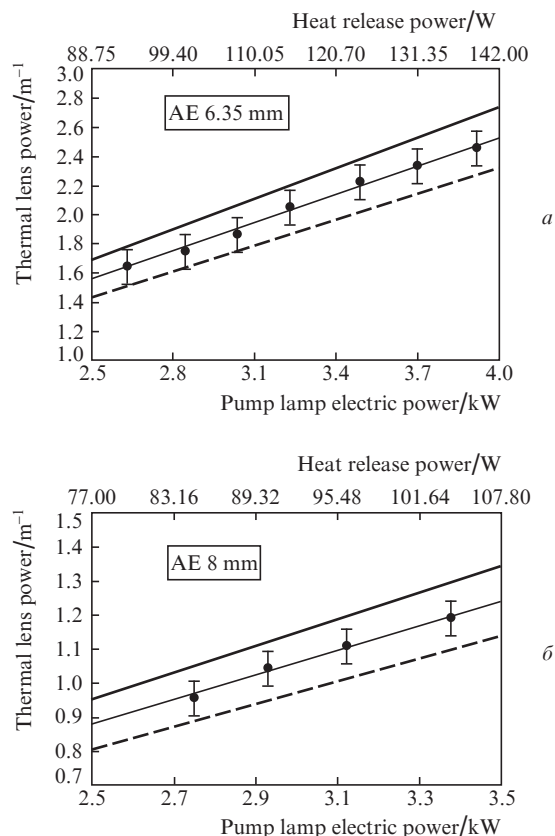 Heat release power/W
88.75 99.40 110.05 120.70 131.35 142.00
Thermal lens power/m⁻¹
3.0
2.8
2.6
2.4
2.2
2.0
1.8
1.6
1.4
1.2
1.0
AE 6.35 mm
a
2.5 2.8 3.1 3.4 3.7 4.0
Pump lamp electric power/kW
Heat release power/W
77.00 83.16 89.32 95.48 101.64 107.80
Thermal lens power/m⁻¹
1.5
1.4
1.3
1.2
1.1
1.0
0.9
0.8
0.7
AE 8 mm
б
2.5 2.7 2.9 3.1 3.3 3.5
Pump lamp electric power/kW